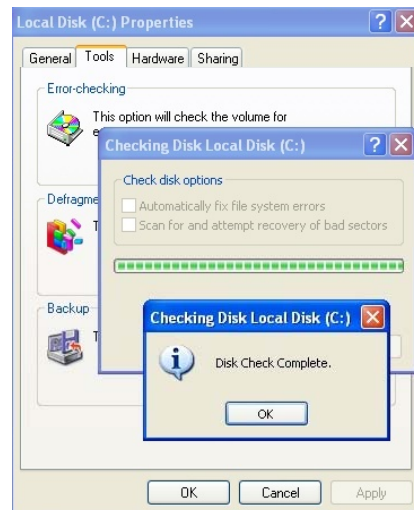 Local Disk (C:) Properties
General Tools Hardware Sharing
Error-checking
This option will check the volume for
Checking Disk Local Disk (C:)
Check disk options
Automatically fix file system errors
Scan for and attempt recovery of bad sectors
Defragme
T
Backup
T
Checking Disk Local Disk (C:)
Disk Check Complete.
OK
OK Cancel Apply